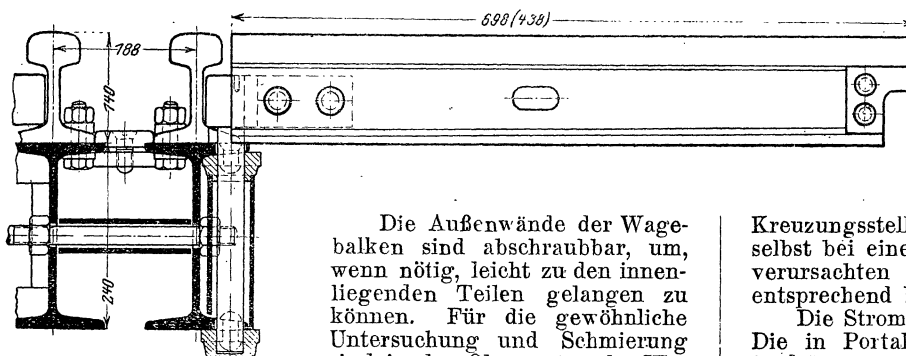 698 (438)
188
140
240
Die Außenwände der Wage-
balken sind abschraubbar, um,
wenn nötig, leicht zu den innen-
liegenden Teilen gelangen zu
können. Für die gewöhnliche
Untersuchung und Schmierung
Kreuzungsstell
selbst bei eine
verursachten
entsprechend
Die Strom
Die in Portal